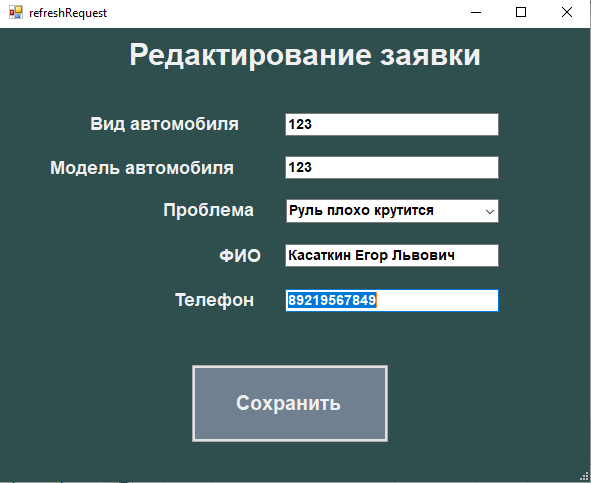 refreshRequest
Редактирование заявки
Вид автомобиля 123
Модель автомобиля 123
Проблема Руль плохо крутится
ФИО Касаткин Егор Львович
Телефон 89219567849
Сохранить